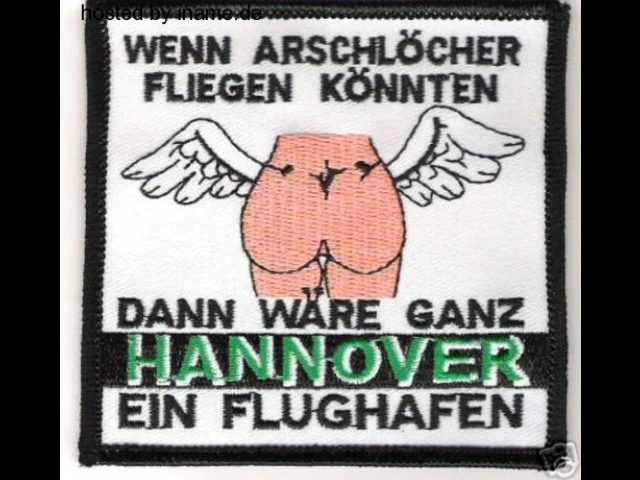 hosted by iname.de
WENN ARSCHLÖCHER
FLIEGEN KÖNNTEN
DANN WÄRE GANZ
HANNOVER
EIN FLUGHAFEN